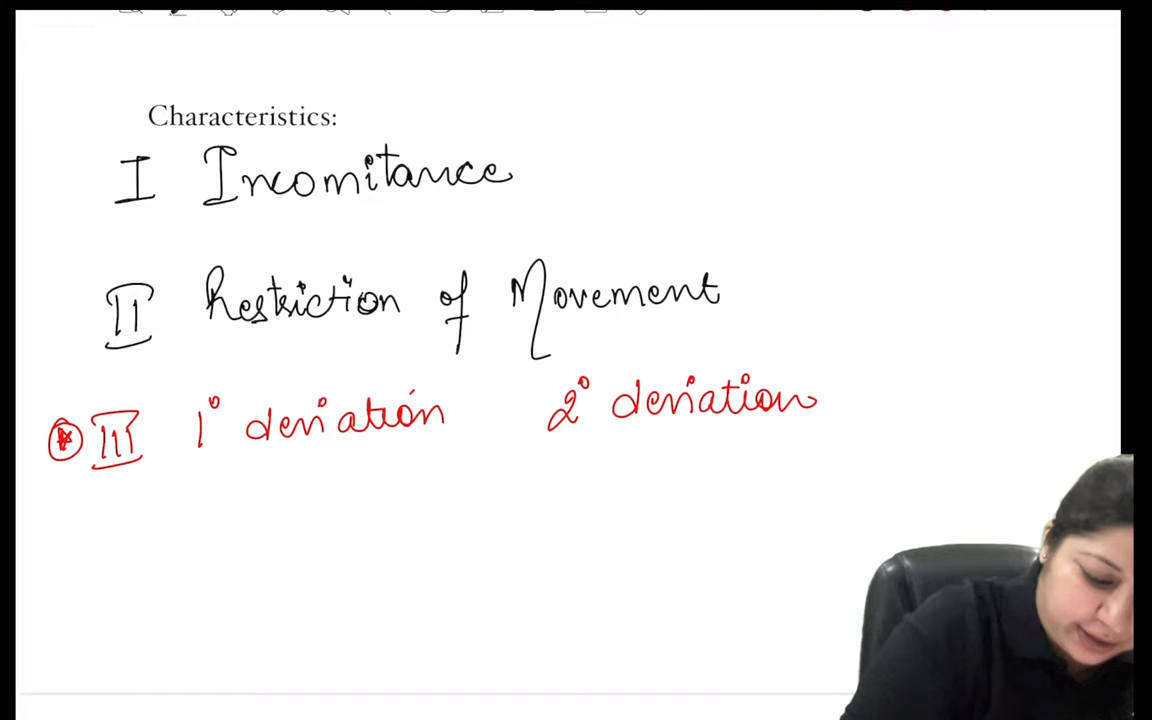 Characteristics:
I Incomitance
II Restriction of Movement
III 1° deviation 2° deviation